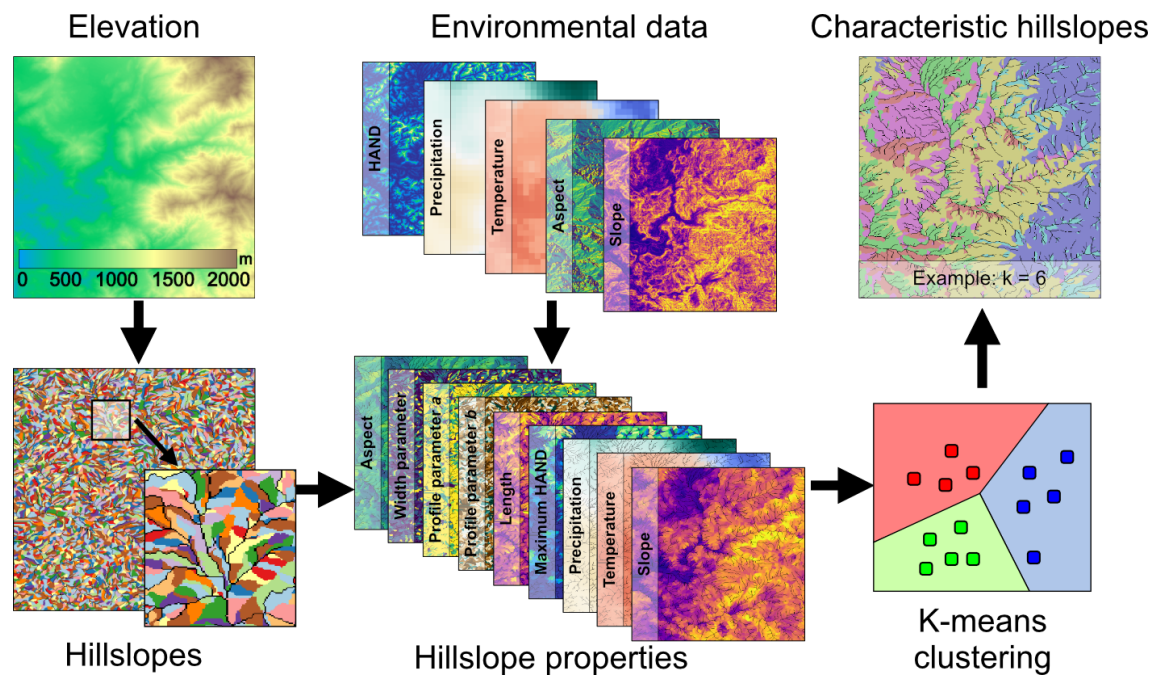 Elevation
Environmental data
Characteristic hillslopes
m
0 500 1000 1500 2000
HAND
Precipitation
Temperature
Aspect
Slope
Example: k = 6
Aspect
Width parameter
Profile parameter a
Profile parameter b
Length
Maximum HAND
Precipitation
Temperature
Slope
Hillslopes
Hillslope properties
K-means
clustering